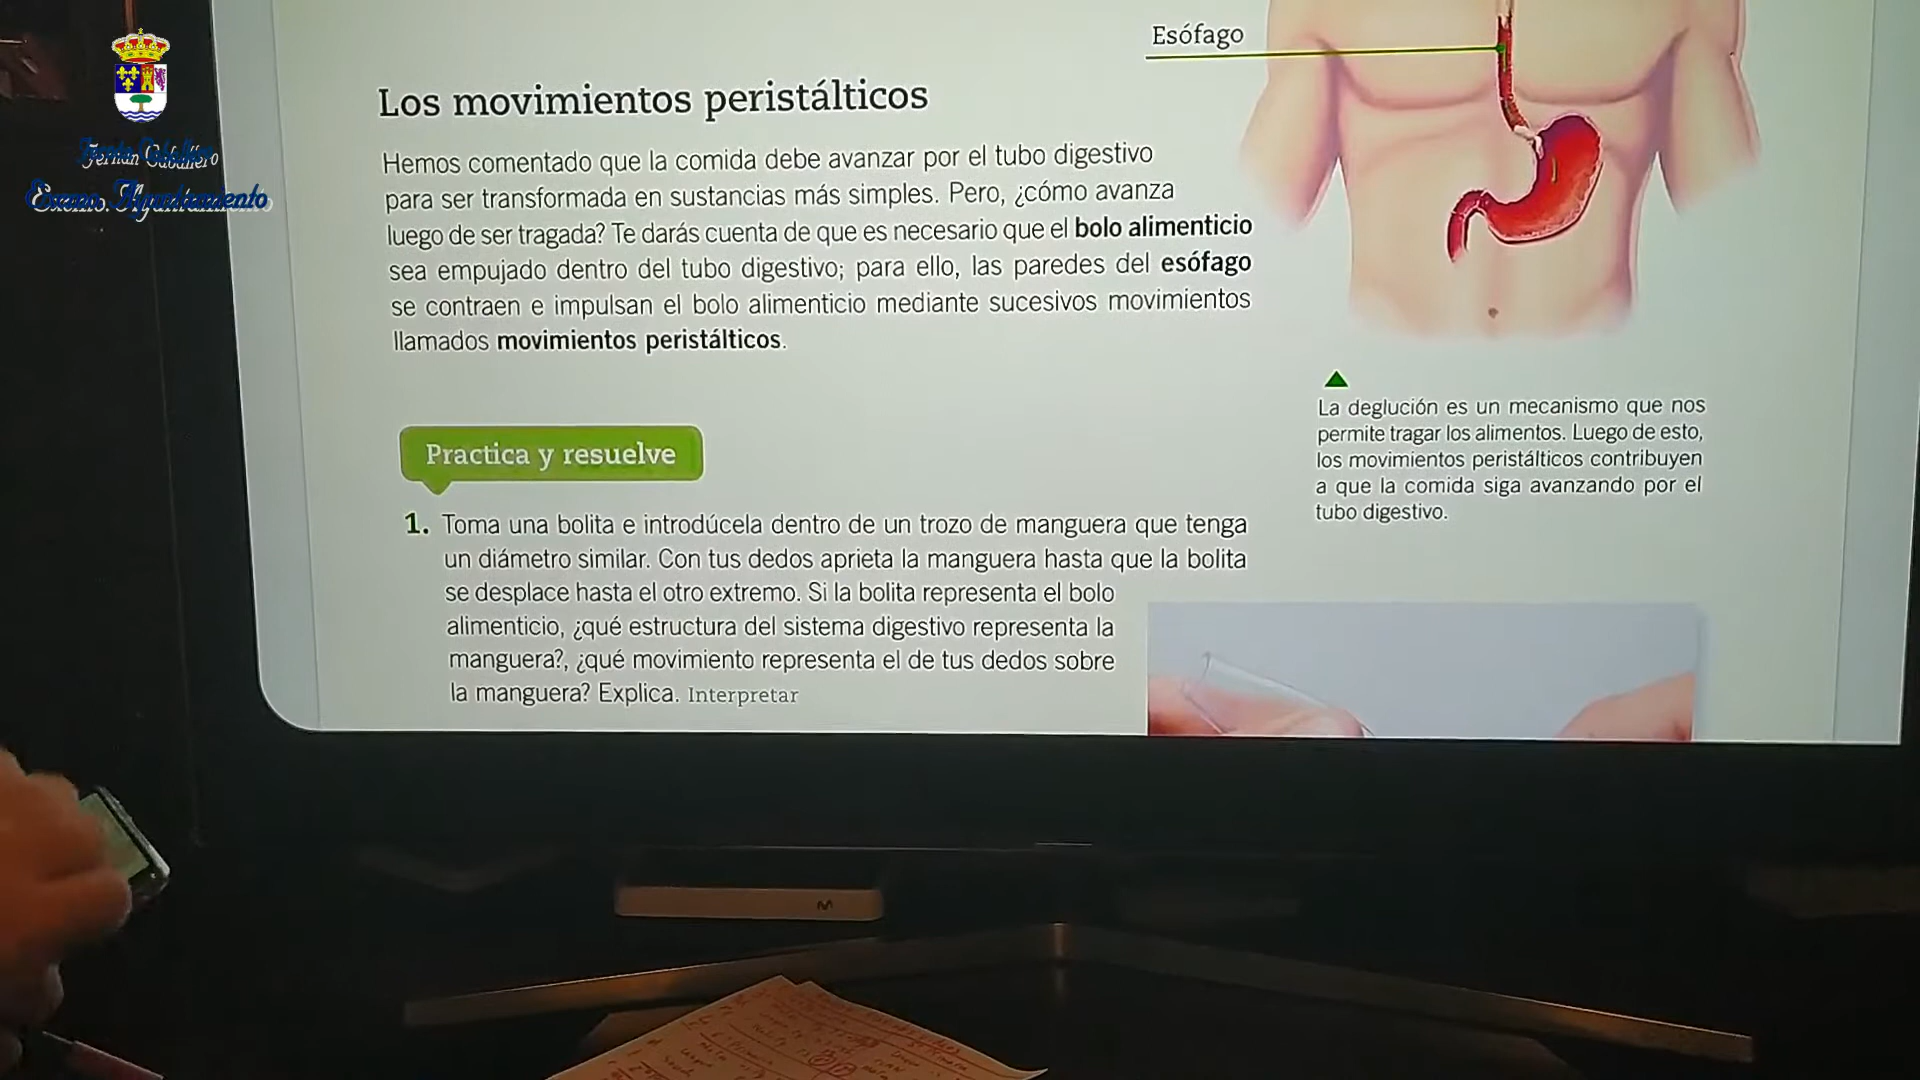 Fernán Caballero
Excmo. Ayuntamiento
Esófago
Los movimientos peristálticos
Hemos comentado que la comida debe avanzar por el tubo digestivo
para ser transformada en sustancias más simples. Pero, ¿cómo avanza
luego de ser tragada? Te darás cuenta de que es necesario que el bolo alimenticio
sea empujado dentro del tubo digestivo; para ello, las paredes del esófago
se contraen e impulsan el bolo alimenticio mediante sucesivos movimientos
llamados movimientos peristálticos.
La deglución es un mecanismo que nos
permite tragar los alimentos. Luego de esto,
los movimientos peristálticos contribuyen
a que la comida siga avanzando por el
tubo digestivo.
Practica y resuelve
1. Toma una bolita e introdúcela dentro de un trozo de manguera que tenga
un diámetro similar. Con tus dedos aprieta la manguera hasta que la bolita
se desplace hasta el otro extremo. Si la bolita representa el bolo
alimenticio, ¿qué estructura del sistema digestivo representa la
manguera?, ¿qué movimiento representa el de tus dedos sobre
la manguera? Explica. Interpretar